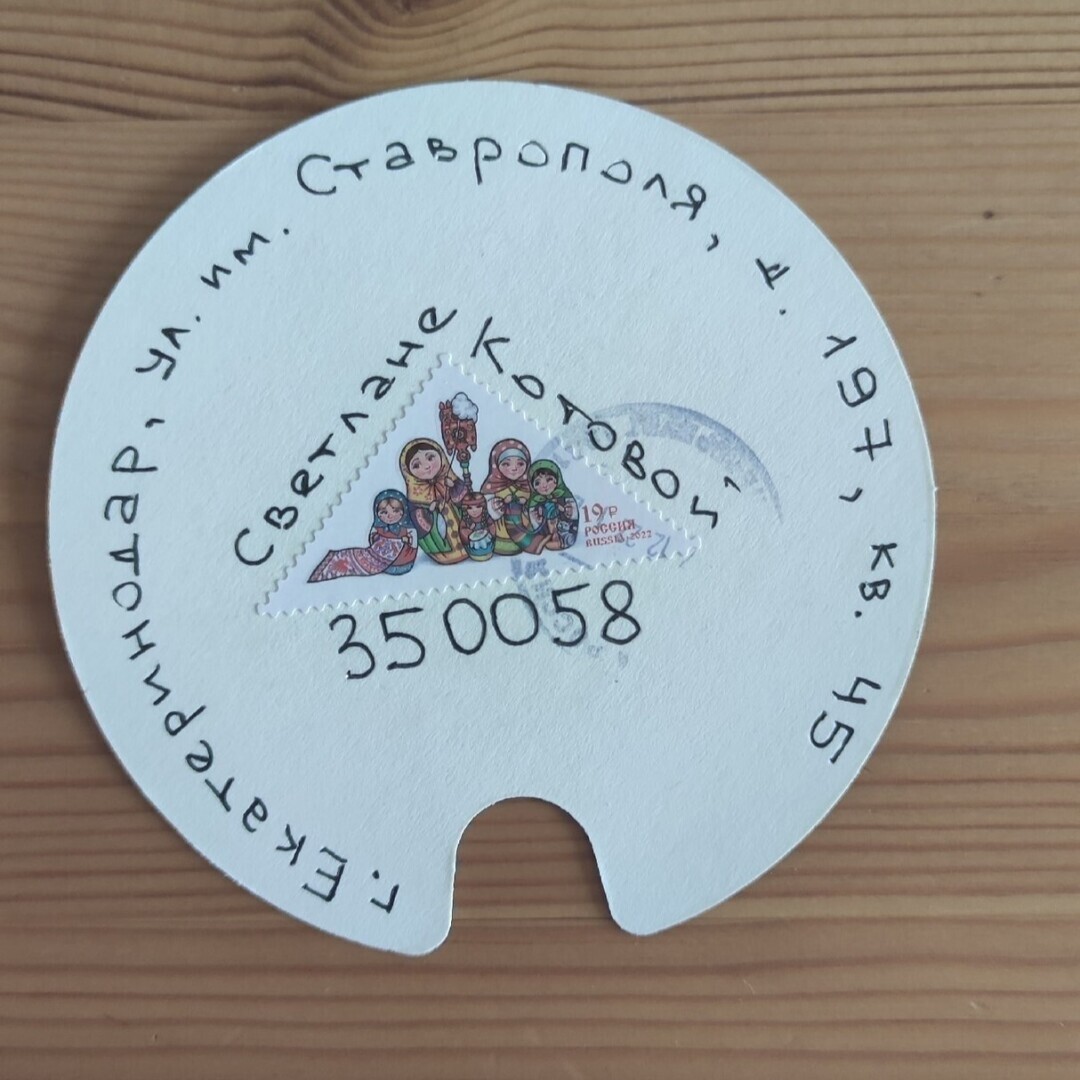 г. Екатеринодар, ул. им. Ставрополя, д. 197, кв. 45
Светлане Котовой
19 р
РОССИЯ
RUSSIA, 2022
350058